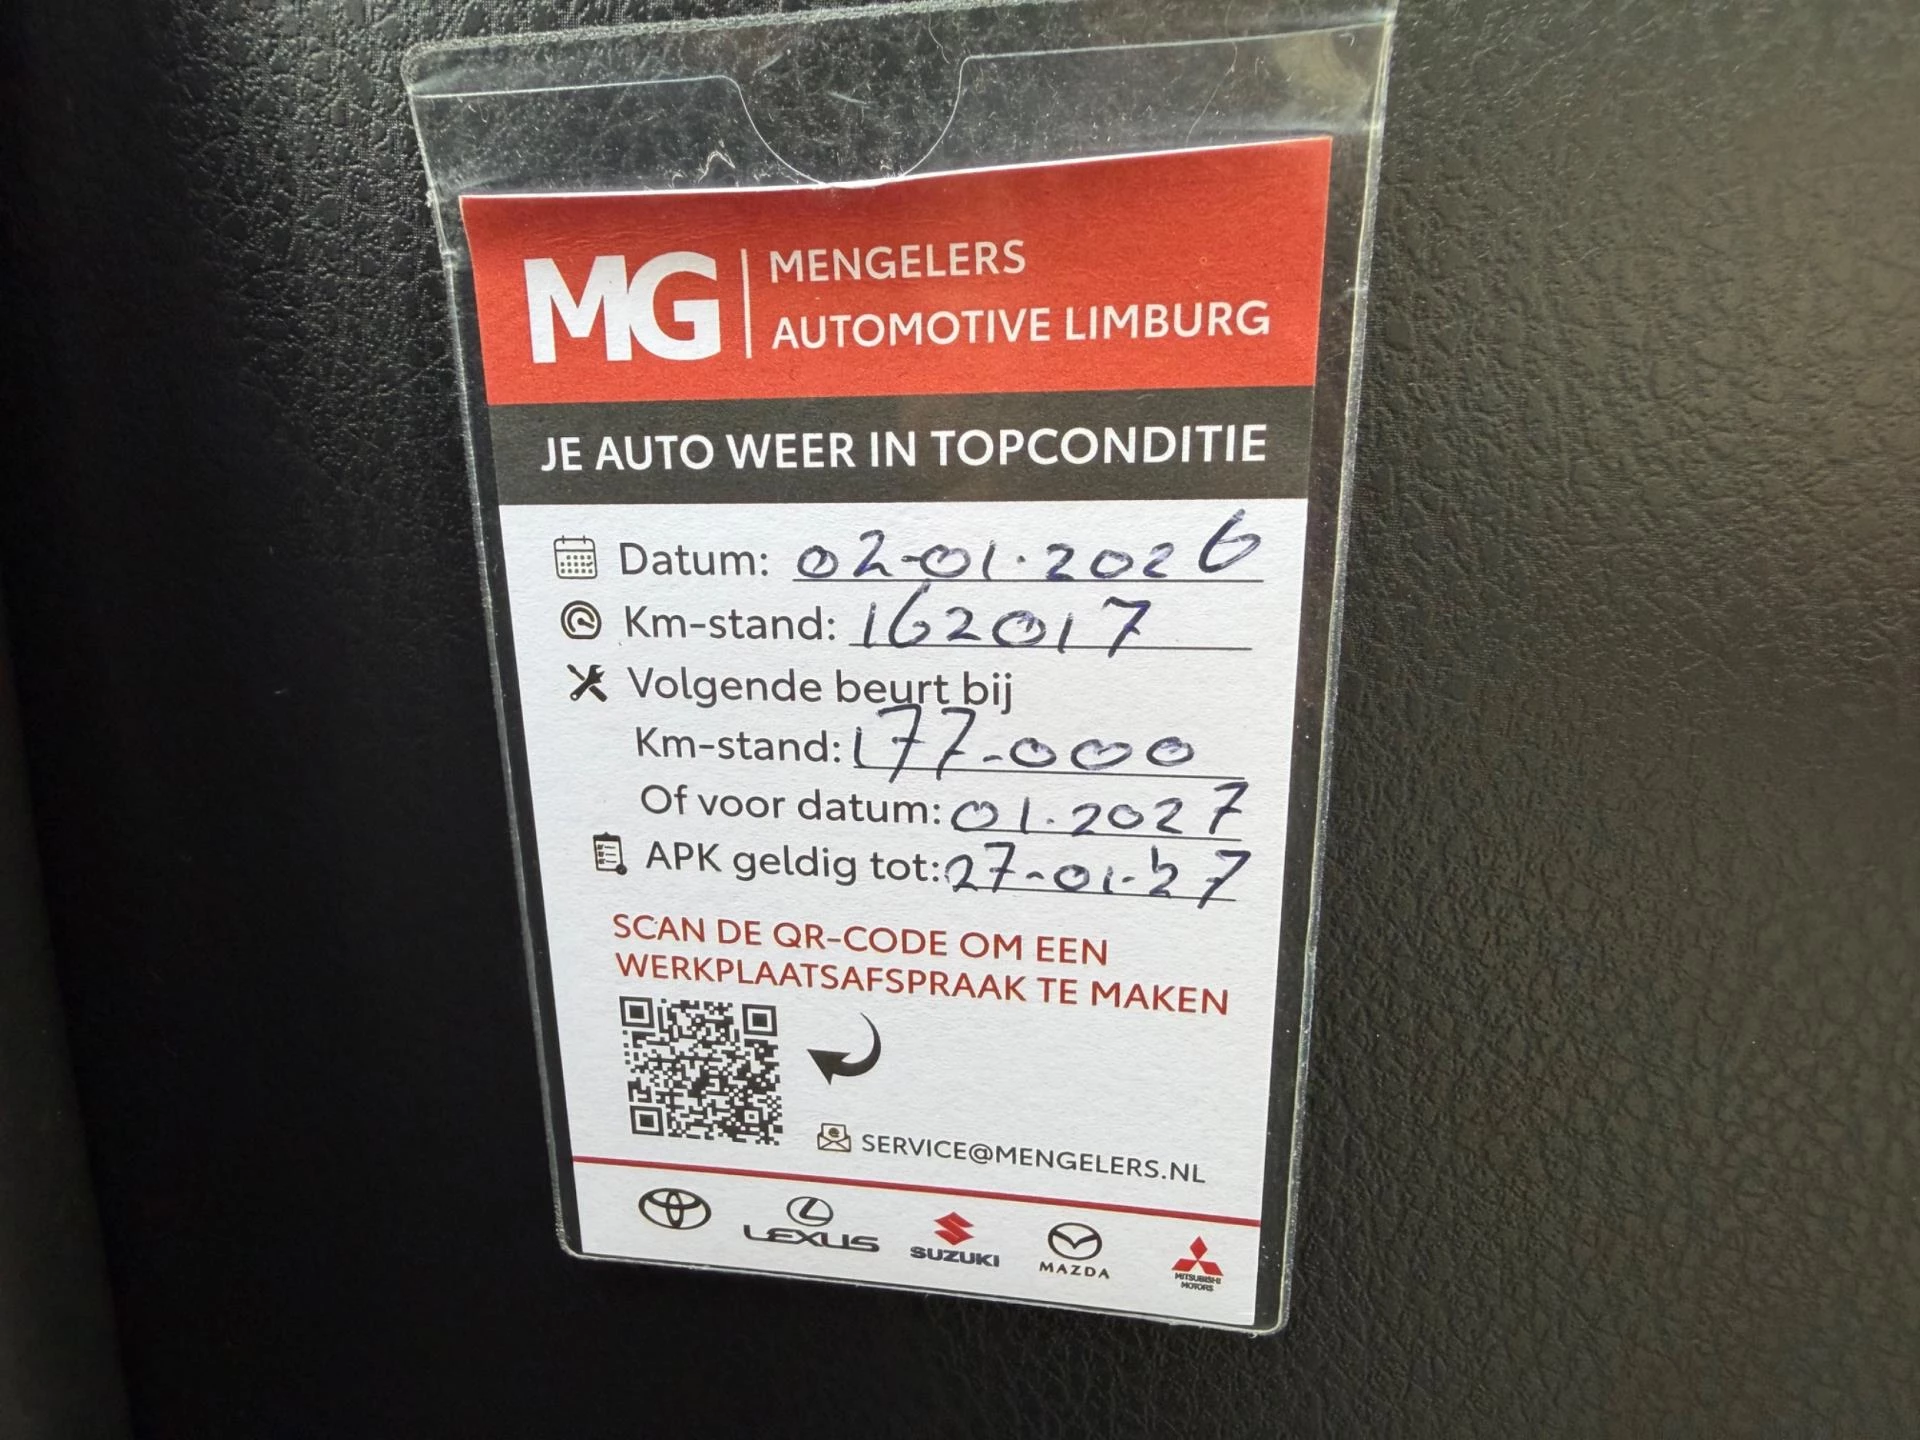 MG MENGELERS
AUTOMOTIVE LIMBURG
JE AUTO WEER IN TOPCONDITIE
Datum: 02-01.2026
Km-stand: 162017
Volgende beurt bij
Km-stand: 177.000
Of voor datum: 01.2027
APK geldig tot: 27-01-27
SCAN DE QR-CODE OM EEN
WERKPLAATSAFSPRAAK TE MAKEN
SERVICE@MENGELERS.NL
LEXUS
SUZUKI
MAZDA
MITSUBISHI
MOTORS